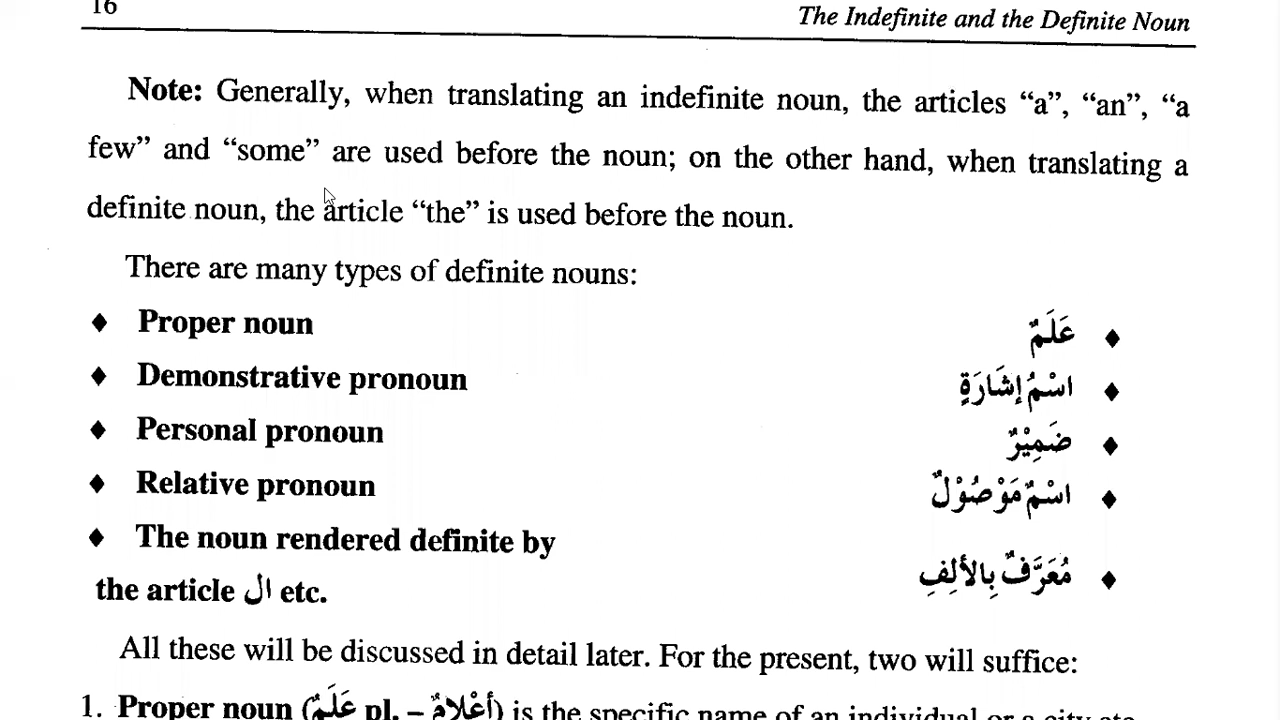 16 The Indefinite and the Definite Noun
Note: Generally, when translating an indefinite noun, the articles “a”, “an”, “a
few” and “some” are used before the noun; on the other hand, when translating a
definite noun, the article “the” is used before the noun.
There are many types of definite nouns:
♦ Proper noun ♦ عَلَمٌ
♦ Demonstrative pronoun ♦ اسْمُ إشَارَةٍ
♦ Personal pronoun ♦ ضَمِيْرٌ
♦ Relative pronoun ♦ اسْمٌ مَوْصُوْلٌ
♦ The noun rendered definite by
the article ال etc. ♦ مُعَرَّفٌ بِالألِفِ
All these will be discussed in detail later. For the present, two will suffice:
1. Proper noun (عَلَمٌ pl. – أعْلامٌ) is the specific name of an individual or a city etc.